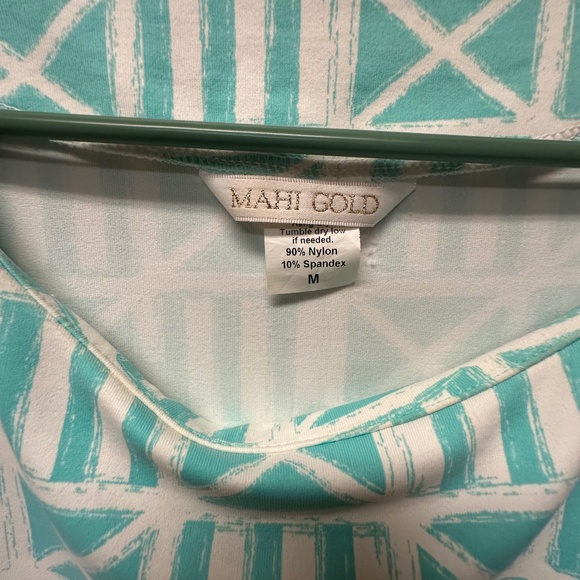 MAHI GOLD
Tumble dry low
if needed.
90% Nylon
10% Spandex
M